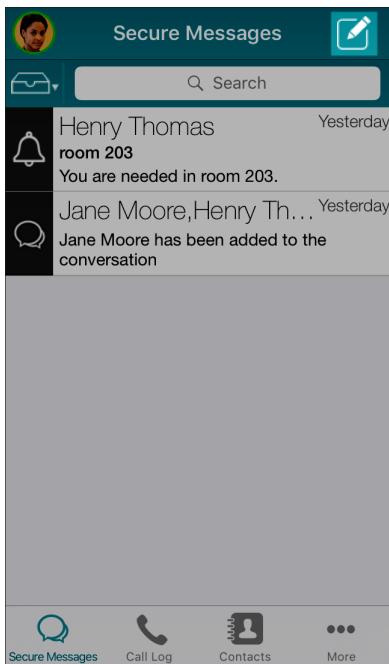 Secure Messages
Search
Henry Thomas
Yesterday
room 203
You are needed in room 203.
Jane Moore,Henry Th...
Yesterday
Jane Moore has been added to the
conversation
Secure Messages
Call Log
Contacts
More